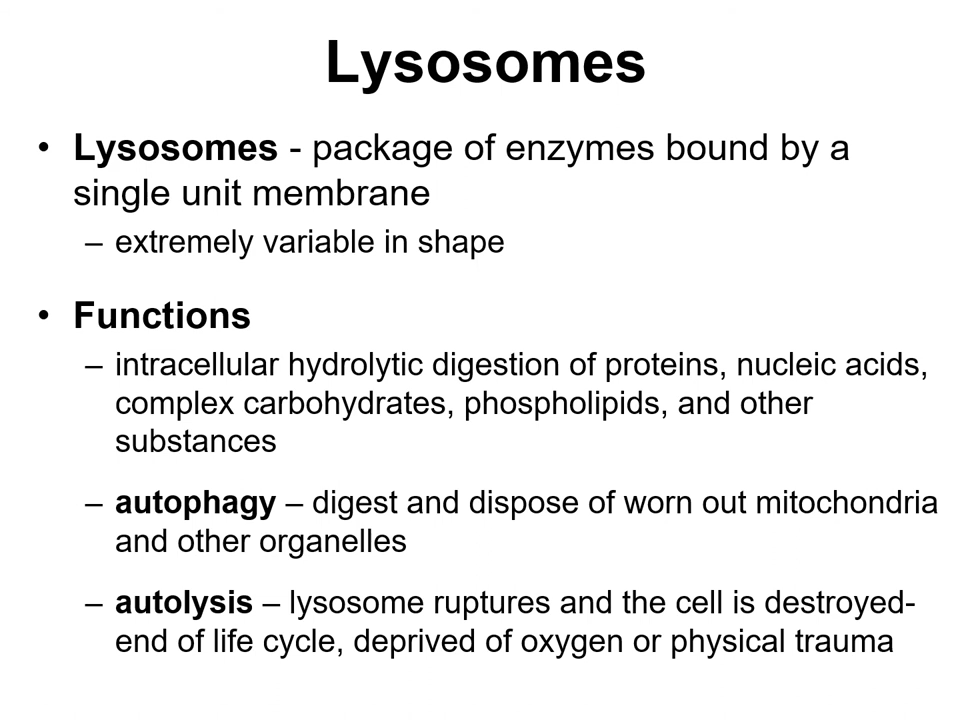 Lysosomes
• Lysosomes - package of enzymes bound by a
single unit membrane
– extremely variable in shape
• Functions
– intracellular hydrolytic digestion of proteins, nucleic acids,
complex carbohydrates, phospholipids, and other
substances
– autophagy – digest and dispose of worn out mitochondria
and other organelles
– autolysis – lysosome ruptures and the cell is destroyed-
end of life cycle, deprived of oxygen or physical trauma